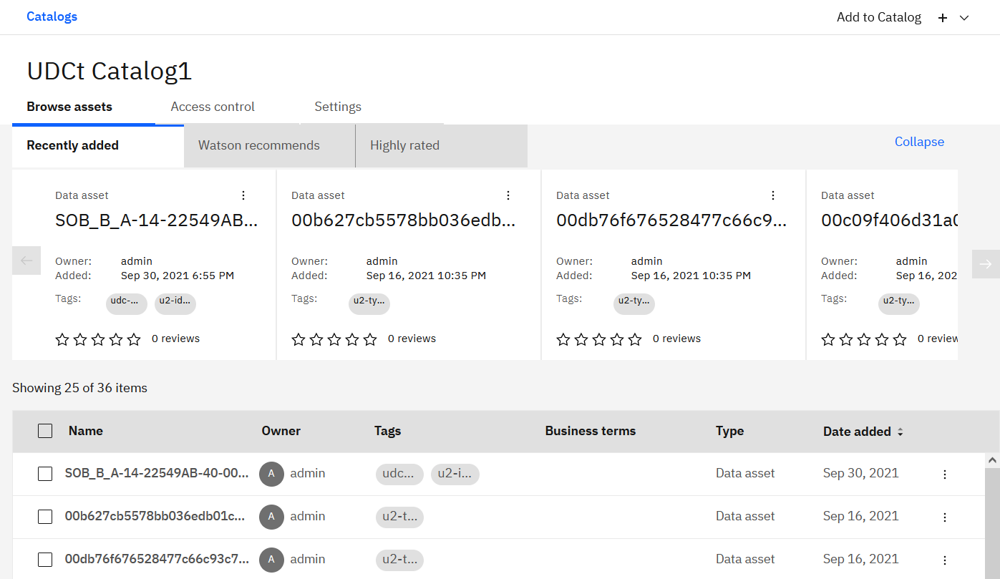 Catalogs
Add to Catalog
UDCt Catalog1
Browse assets Access control Settings
Recently added Watson recommends Highly rated Collapse
Data asset Data asset Data asset Data asset
SOB_B_A-14-22549AB... 00b627cb5578bb036edb... 00db76f676528477c66c9... 00c09f406d31a0
Owner: admin Owner: admin Owner: admin Owner: admin
Added: Sep 30, 2021 6:55 PM Added: Sep 16, 2021 10:35 PM Added: Sep 16, 2021 10:35 PM Added: Sep 16, 202
Tags: udc-... u2-id... Tags: u2-ty... Tags: u2-ty... Tags: u2-ty...
0 reviews 0 reviews 0 reviews 0 review
Showing 25 of 36 items
Name Owner Tags Business terms Type Date added
SOB_B_A-14-22549AB-40-00... A admin udc... u2-i... Data asset Sep 30, 2021
00b627cb5578bb036edb01c... A admin u2-t... Data asset Sep 16, 2021
00db76f676528477c66c93c7... A admin u2-t... Data asset Sep 16, 2021